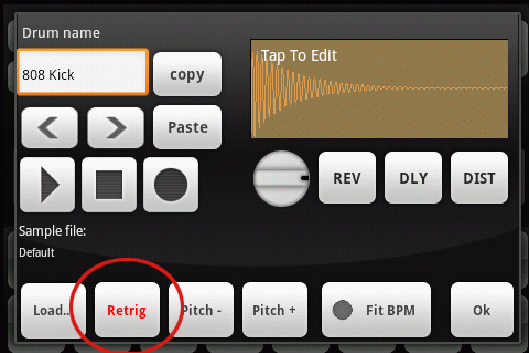 Drum name
808 Kick
copy
Tap To Edit
Paste
REV
DLY
DIST
Sample file:
Default
Load..
Retrig
Pitch -
Pitch +
Fit BPM
Ok